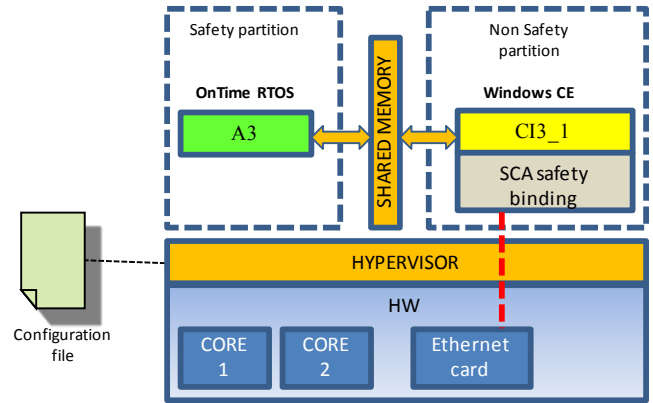 Safety partition
Non Safety
partition
OnTime RTOS
Windows CE
A3
SHARED MEMORY
CI3_1
SCA safety
binding
HYPERVISOR
HW
CORE
1
CORE
2
Ethernet
card
Configuration
file